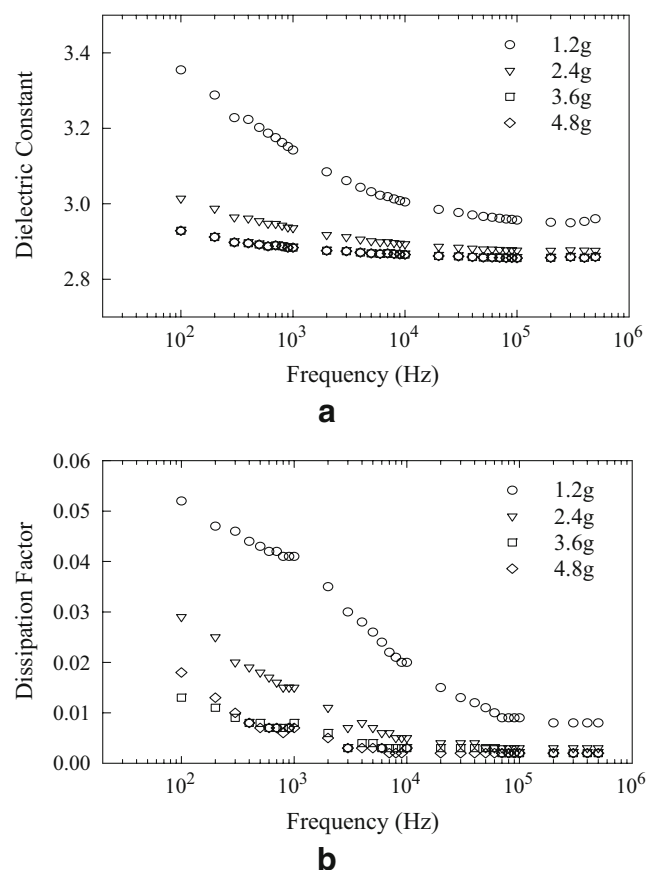 Dielectric Constant
3.4
3.2
3.0
2.8
1.2g
2.4g
3.6g
4.8g
10² 10³ 10⁴ 10⁵ 10⁶
Frequency (Hz)
a
Dissipation Factor
0.06
0.05
0.04
0.03
0.02
0.01
0.00
1.2g
2.4g
3.6g
4.8g
10² 10³ 10⁴ 10⁵ 10⁶
Frequency (Hz)
b